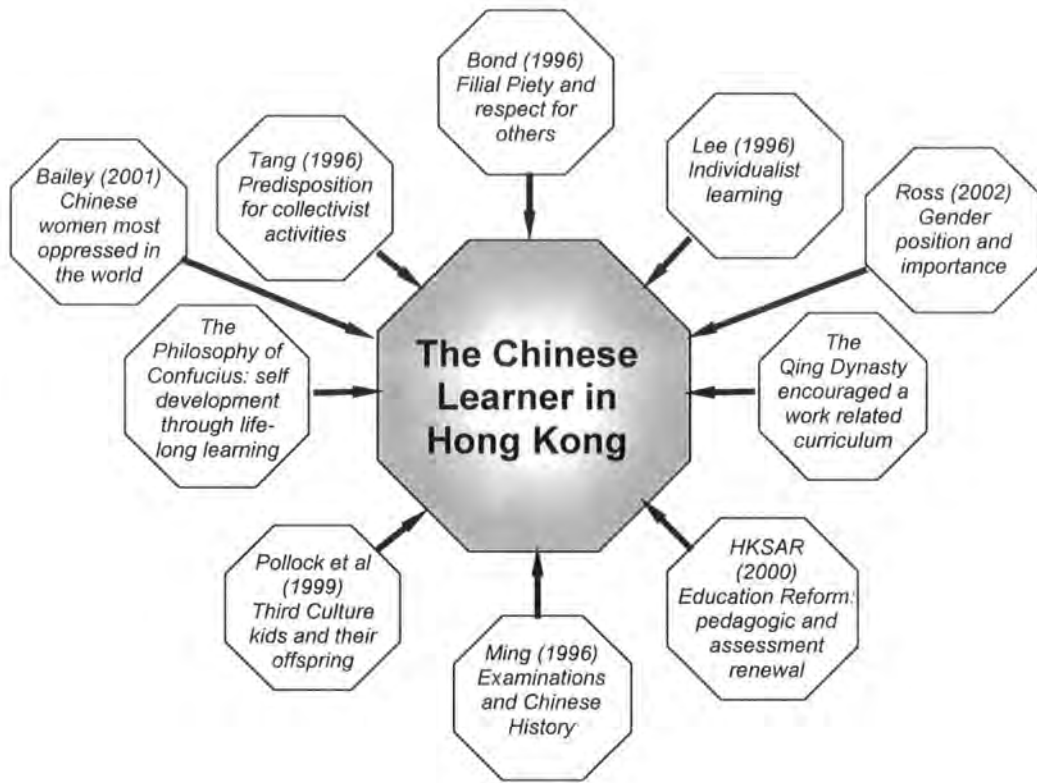 Bond (1996)
Filial Piety and
respect for
others
Tang (1996)
Predisposition
for collectivist
activities
Lee (1996)
Individualist
learning
Bailey (2001)
Chinese
women most
oppressed in
the world
Ross (2002)
Gender
position and
importance
The
Philosophy of
Confucius: self
development
through life-
long learning
The Chinese
Learner in
Hong Kong
The
Qing Dynasty
encouraged a
work related
curriculum
Pollock et al
(1999)
Third Culture
kids and their
offspring
Ming (1996)
Examinations
and Chinese
History
HKSAR
(2000)
Education Reform:
pedagogic and
assessment
renewal